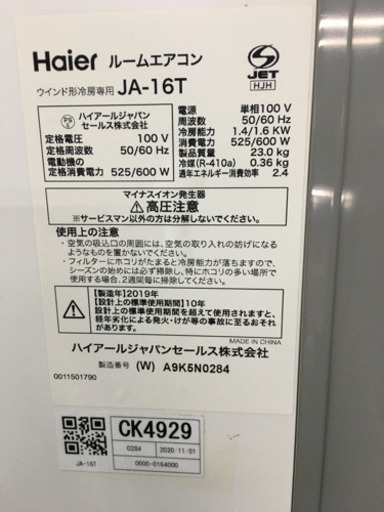 Haier ルームエアコン
ウインド形冷房専用 JA-16T
JET
HJH
PS
E
ハイアールジャパン
セールス株式会社
定格電圧 100 V
定格周波数 50/60 Hz
電動機の
定格消費電力 525/600 W
電源 単相100 V
周波数 50/60 Hz
冷房能力 1.4/1.6 KW
消費電力 525/600 W
製品質量 23.0 kg
冷媒(R-410a) 0.36 kg
通年エネルギー消費効率 2.4
マイナスイオン発生器
高圧注意
※サービスマン以外の方は分解しないでください。
使用上の注意
・空気の吸込口の周囲には、空気の取り入れの妨げになる
ようなものを置かないでください。
・フィルターにホコリがたまると冷房能力が落ちますので、
シーズンの始めには必ず掃除し、特にホコリの多い場所で
使用する場合、2週間毎に掃除してください。
【製造年】2019年
【設計上の標準使用期間】10年
設計上の標準使用期間を超えて使用されますと、
経年劣化による発火・けが等の事故に至るおそ
れがあります。
MADE IN CHINA
ハイアールジャパンセールス株式会社
製造番号 (W) A9K5N0284
0011501790
CK4929
0284 2020/11/01
JA-16T 0000-0164000